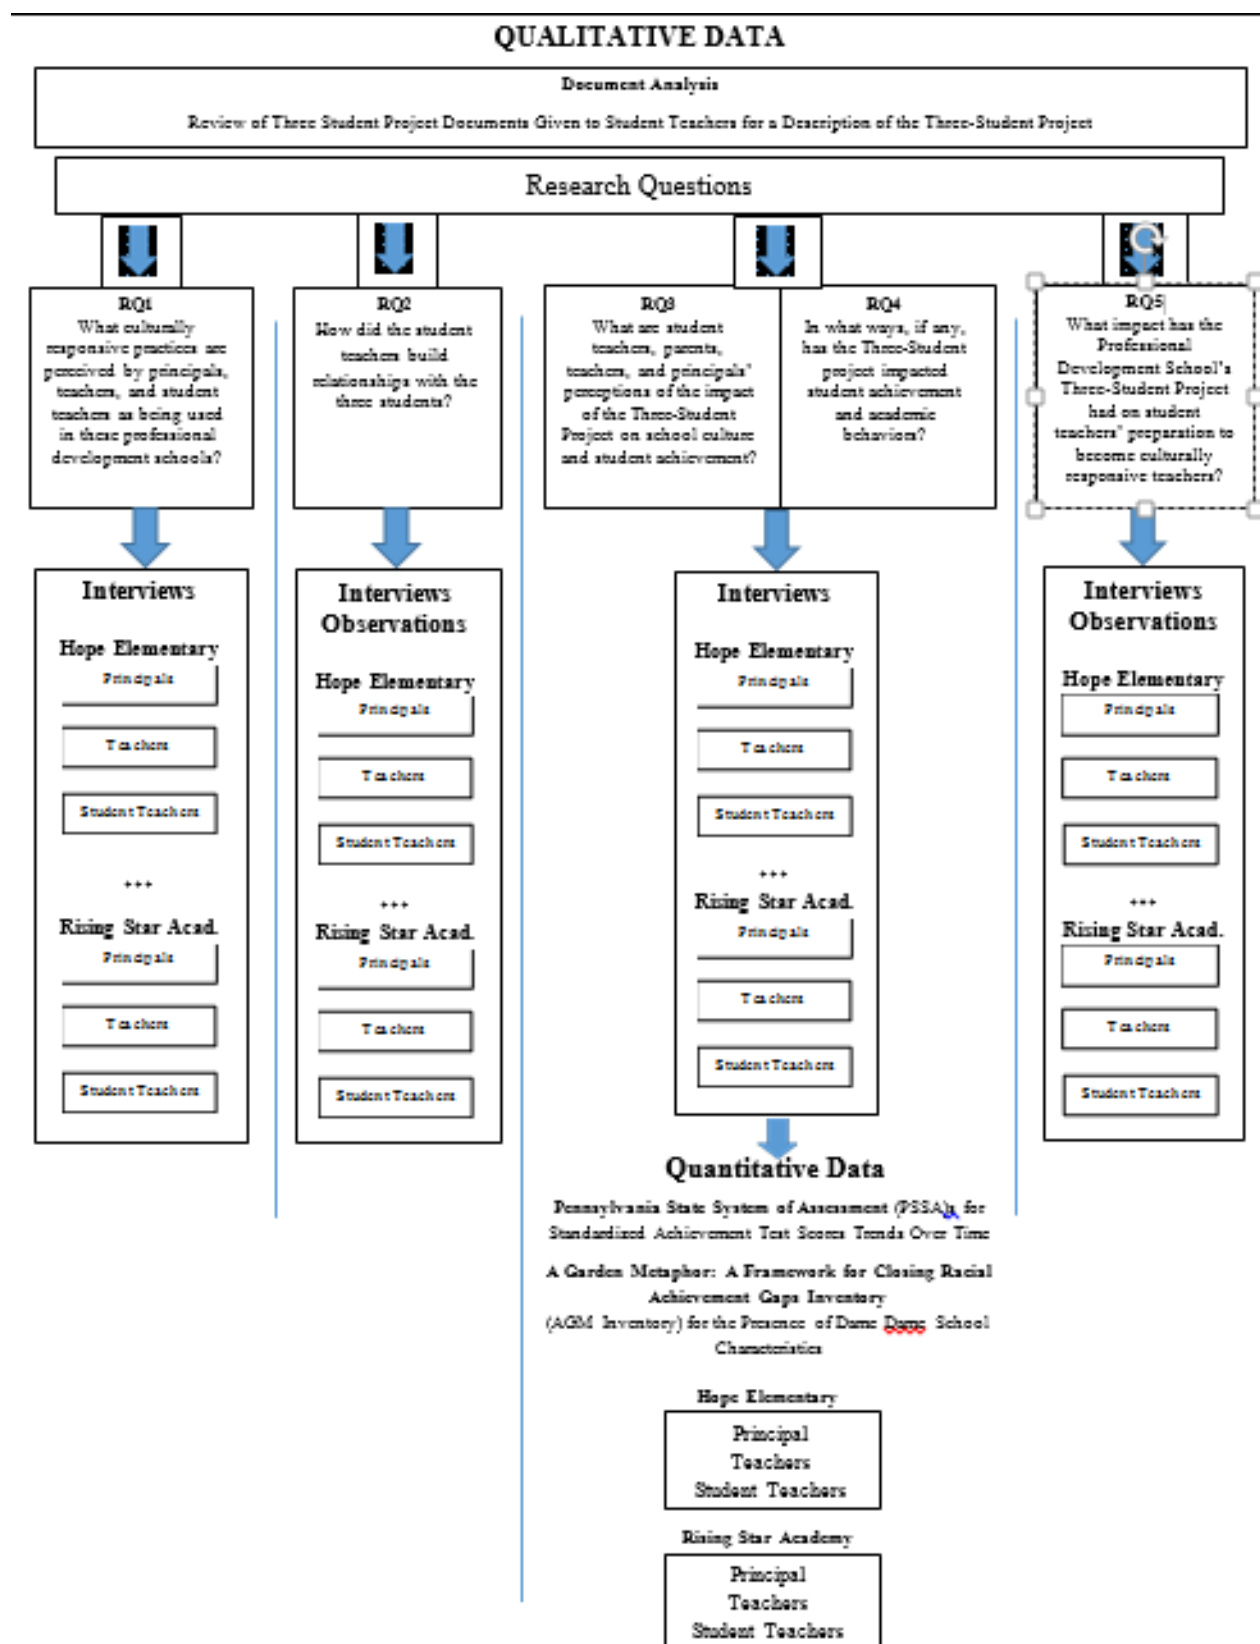 QUALITATIVE DATA
Document Analysis
Review of Three Student Project Documents Given to Student Teachers for a Description of the Three-Student Project
Research Questions
RQ1
What culturally
responsive practices are
perceived by principals,
teachers, and student
teachers as being used
in these professional
development schools?
RQ2
How did the student
teachers build
relationships with the
three students?
RQ3
What are student
teachers, parents,
teachers, and principals'
perceptions of the impact
of the Three-Student
Project on school culture
and student achievement?
RQ4
In what ways, if any,
has the Three-Student
project impacted
student achievement
and academic
behaviors?
RQ5
What impact has the
Professional
Development School's
Three-Student Project
had on student
teachers' preparation to
become culturally
responsive teachers?
Interviews
Hope Elementary
Principals
Teachers
Student Teachers
+++
Rising Star Acad.
Principals
Teachers
Student Teachers
Interviews
Observations
Hope Elementary
Principals
Teachers
Student Teachers
+++
Rising Star Acad.
Principals
Teachers
Student Teachers
Interviews
Hope Elementary
Principals
Teachers
Student Teachers
+++
Rising Star Acad.
Principals
Teachers
Student Teachers
Interviews
Observations
Hope Elementary
Principals
Teachers
Student Teachers
+++
Rising Star Acad.
Principals
Teachers
Student Teachers
Quantitative Data
Pennsylvania State System of Assessment (PSSA)s for
Standardized Achievement Test Scores Trends Over Time
A Garden Metaphor: A Framework for Closing Racial
Achievement Gaps Inventory
(AGM Inventory) for the Presence of Dame Dame School
Characteristics
Hope Elementary
Principal
Teachers
Student Teachers
Rising Star Academy
Principal
Teachers
Student Teachers